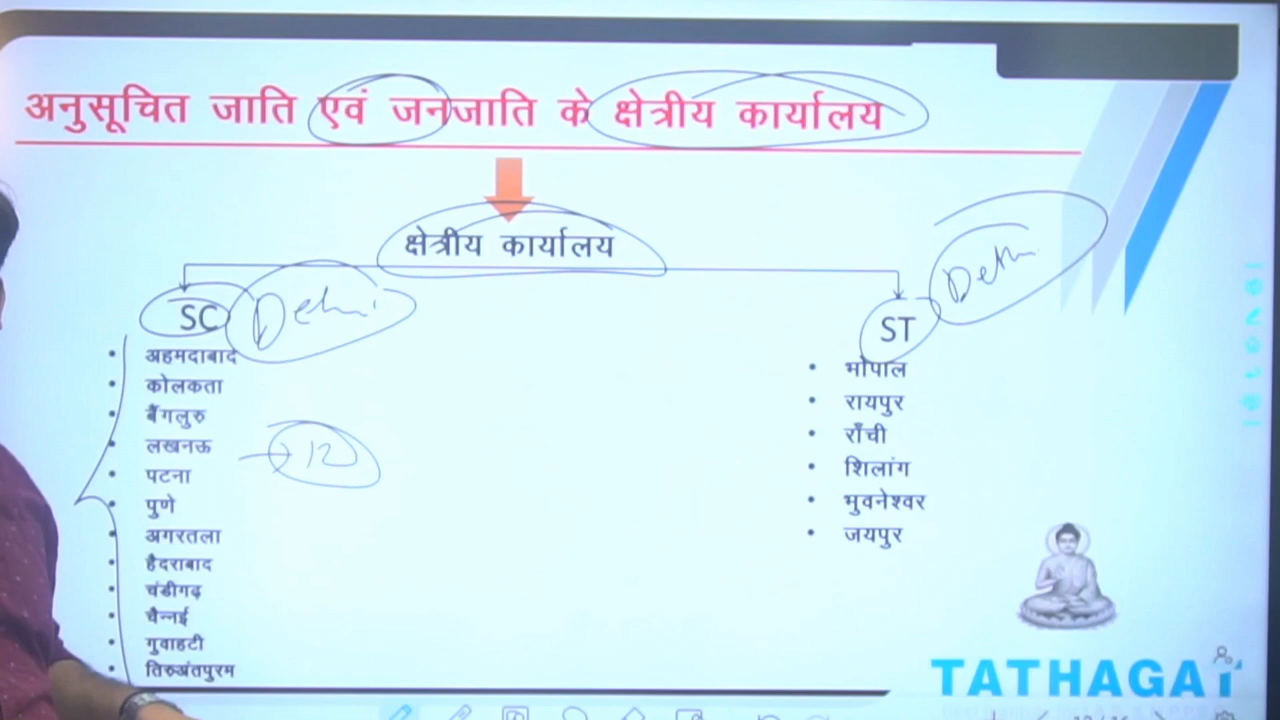 अनुसूचित जाति एवं जनजाति के क्षेत्रीय कार्यालय
क्षेत्रीय कार्यालय
SC
Delhi
अहमदाबाद
कोलकता
बैंगलुरु
लखनऊ
12
पटना
पुणे
अगरतला
हैदराबाद
चंडीगढ़
चैन्नई
गुवाहटी
तिरुअंतपुरम
ST
Delhi
भोपाल
रायपुर
राँची
शिलांग
भुवनेश्वर
जयपुर
TATHAGAT